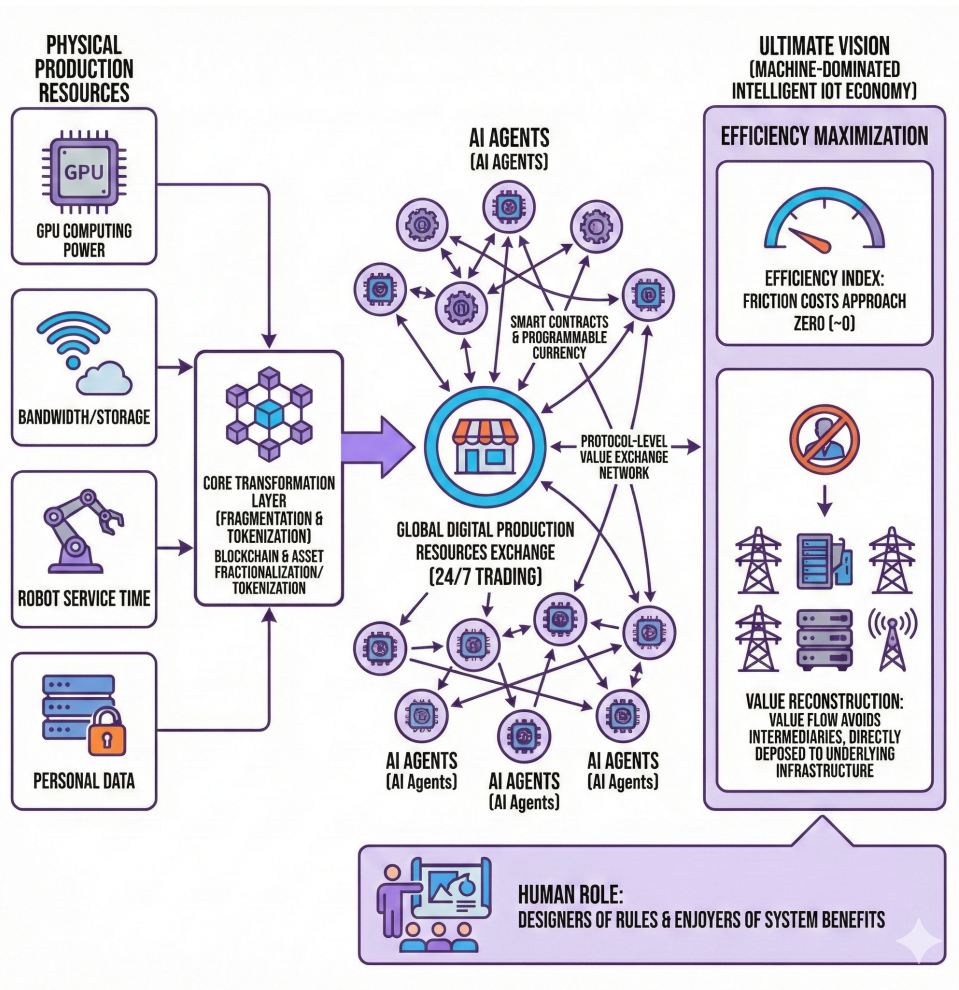 PHYSICAL
PRODUCTION
RESOURCES
GPU
GPU COMPUTING
POWER
BANDWIDTH/STORAGE
ROBOT SERVICE TIME
PERSONAL DATA
CORE TRANSFORMATION
LAYER
(FRAGMENTATION &
TOKENIZATION)
BLOCKCHAIN & ASSET
FRACTIONALIZATION/
TOKENIZATION
AI AGENTS
(AI AGENTS)
SMART CONTRACTS
& PROGRAMMABLE
CURRENCY
PROTOCOL-LEVEL
VALUE EXCHANGE
NETWORK
GLOBAL DIGITAL PRODUCTION
RESOURCES EXCHANGE
(24/7 TRADING)
AI AGENTS
(AI Agents)
AI AGENTS
(AI Agents)
AI AGENTS
(AI Agents)
ULTIMATE VISION
(MACHINE-DOMINATED
INTELLIGENT IOT ECONOMY)
EFFICIENCY MAXIMIZATION
EFFICIENCY INDEX:
FRICTION COSTS APPROACH
ZERO (~0)
VALUE RECONSTRUCTION:
VALUE FLOW AVOIDS
INTERMEDIARIES, DIRECTLY
DEPOSED TO UNDERLYING
INFRASTRUCTURE
HUMAN ROLE:
DESIGNERS OF RULES & ENJOYERS OF SYSTEM BENEFITS